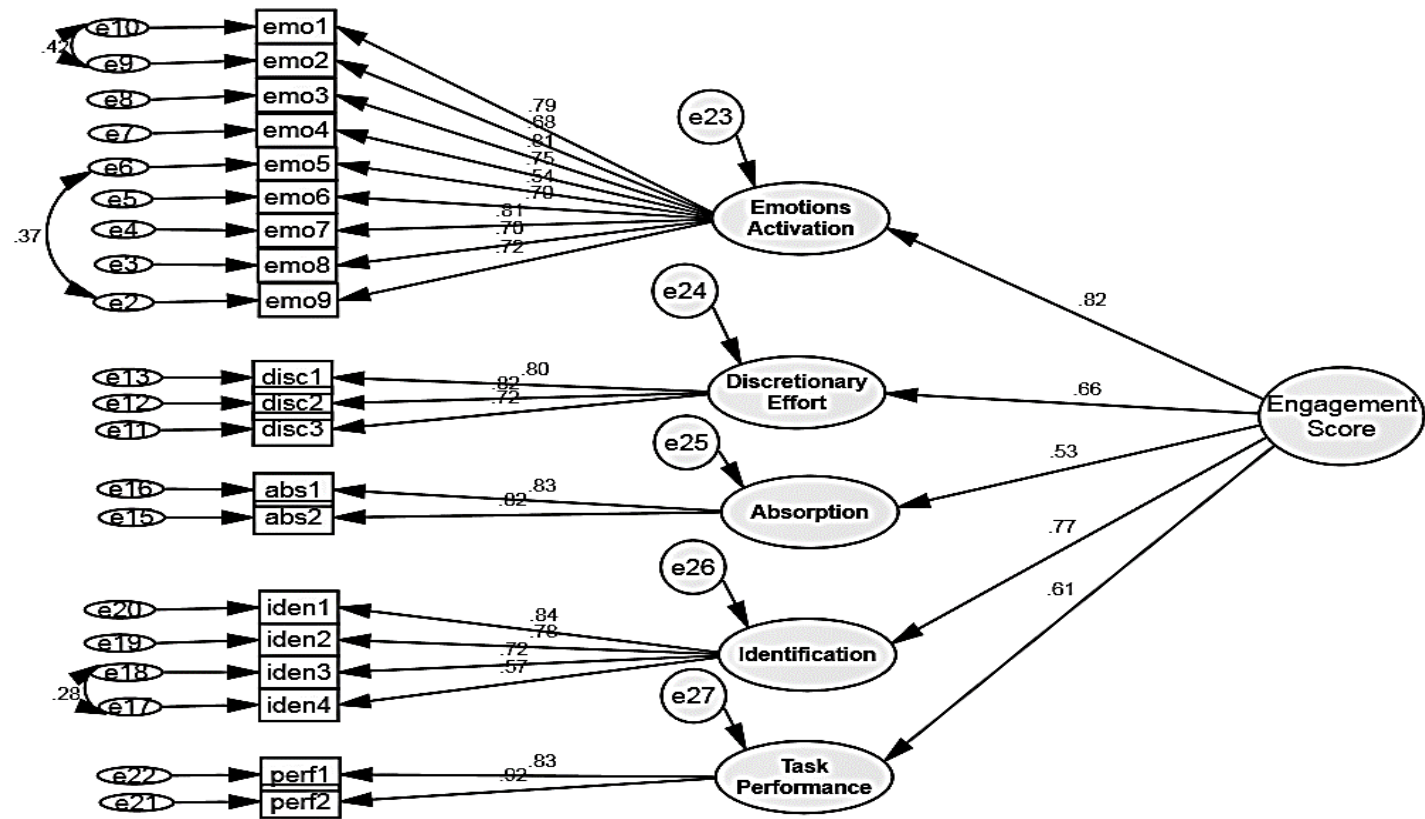 e10
emo1
.42
e9
emo2
e8
emo3
e7
emo4
e6
emo5
e5
emo6
e4
emo7
e3
emo8
e2
emo9
.37
.79
.68
.81
.75
.54
.70
.81
.70
.72
e23
Emotions
Activation
.82
e24
e13
disc1
e12
disc2
e11
disc3
.80
.82
.72
Discretionary
Effort
.66
Engagement
Score
e25
e16
abs1
e15
abs2
.83
Absorption
.53
e26
e20
iden1
e19
iden2
e18
iden3
e17
iden4
.28
.84
.78
.72
.57
Identification
.77
e27
e22
perf1
e21
perf2
.83
Task
Performance
.61